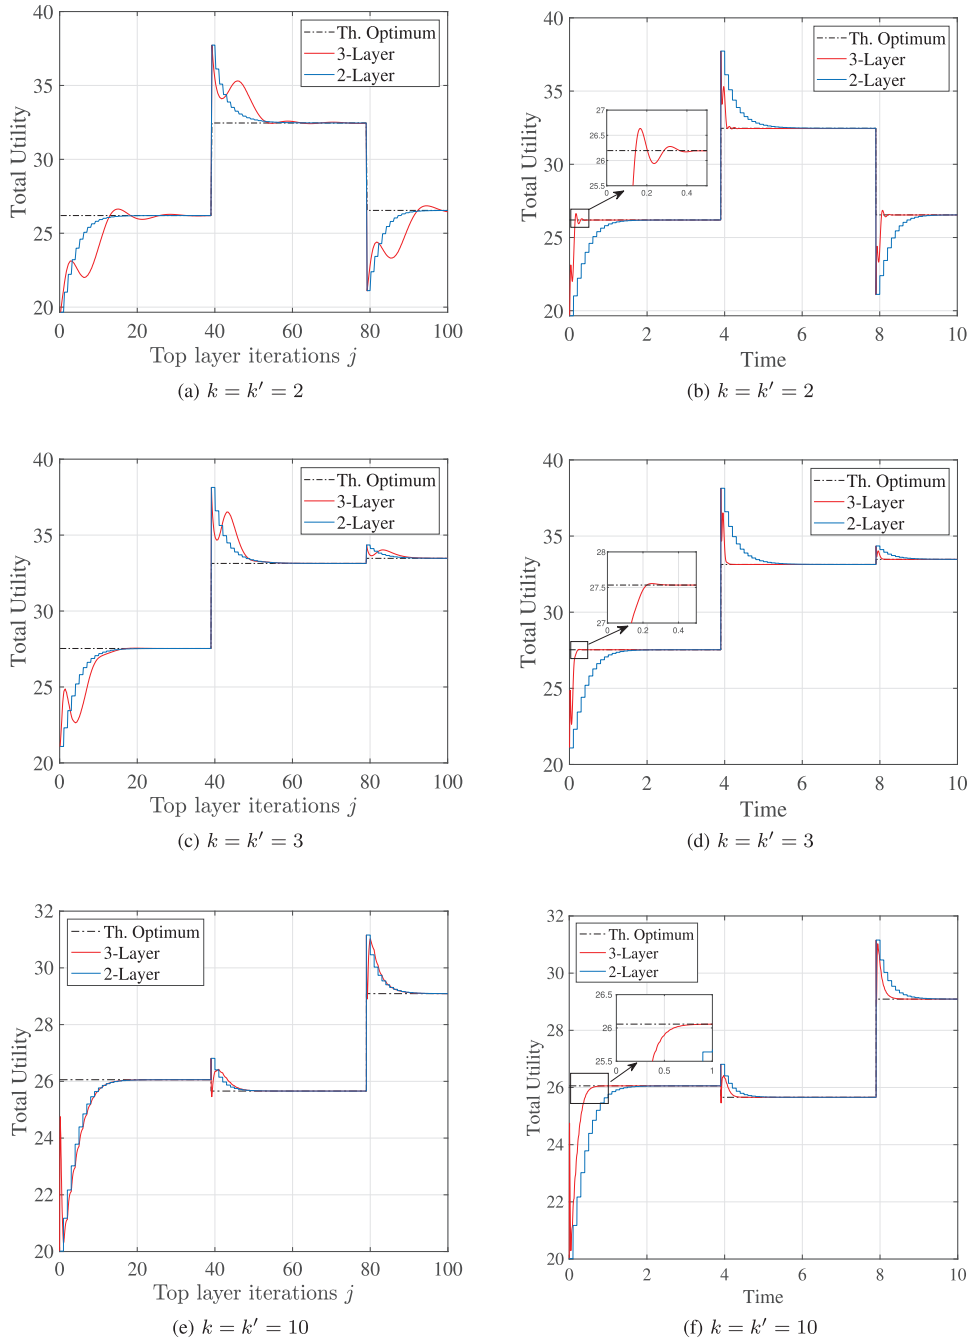 40
35
30
25
20
Total Utility
Th. Optimum
3-Layer
2-Layer
0 20 40 60 80 100
Top layer iterations j
(a) k = k′ = 2
40
35
30
25
20
Total Utility
Th. Optimum
3-Layer
2-Layer
27
26.5
26
25.5
0.2 0.4
0 2 4 6 8 10
Time
(b) k = k′ = 2
40
35
30
25
20
Total Utility
Th. Optimum
3-Layer
2-Layer
0 20 40 60 80 100
Top layer iterations j
(c) k = k′ = 3
40
35
30
25
20
Total Utility
Th. Optimum
3-Layer
2-Layer
28
27.5
27
0 0.2 0.4
0 2 4 6 8 10
Time
(d) k = k′ = 3
32
30
28
26
24
22
20
Total Utility
Th. Optimum
3-Layer
2-Layer
0 20 40 60 80 100
Top layer iterations j
(e) k = k′ = 10
32
30
28
26
24
22
20
Total Utility
Th. Optimum
3-Layer
2-Layer
26.5
26
25.5
0 0.5 1
0 2 4 6 8 10
Time
(f) k = k′ = 10